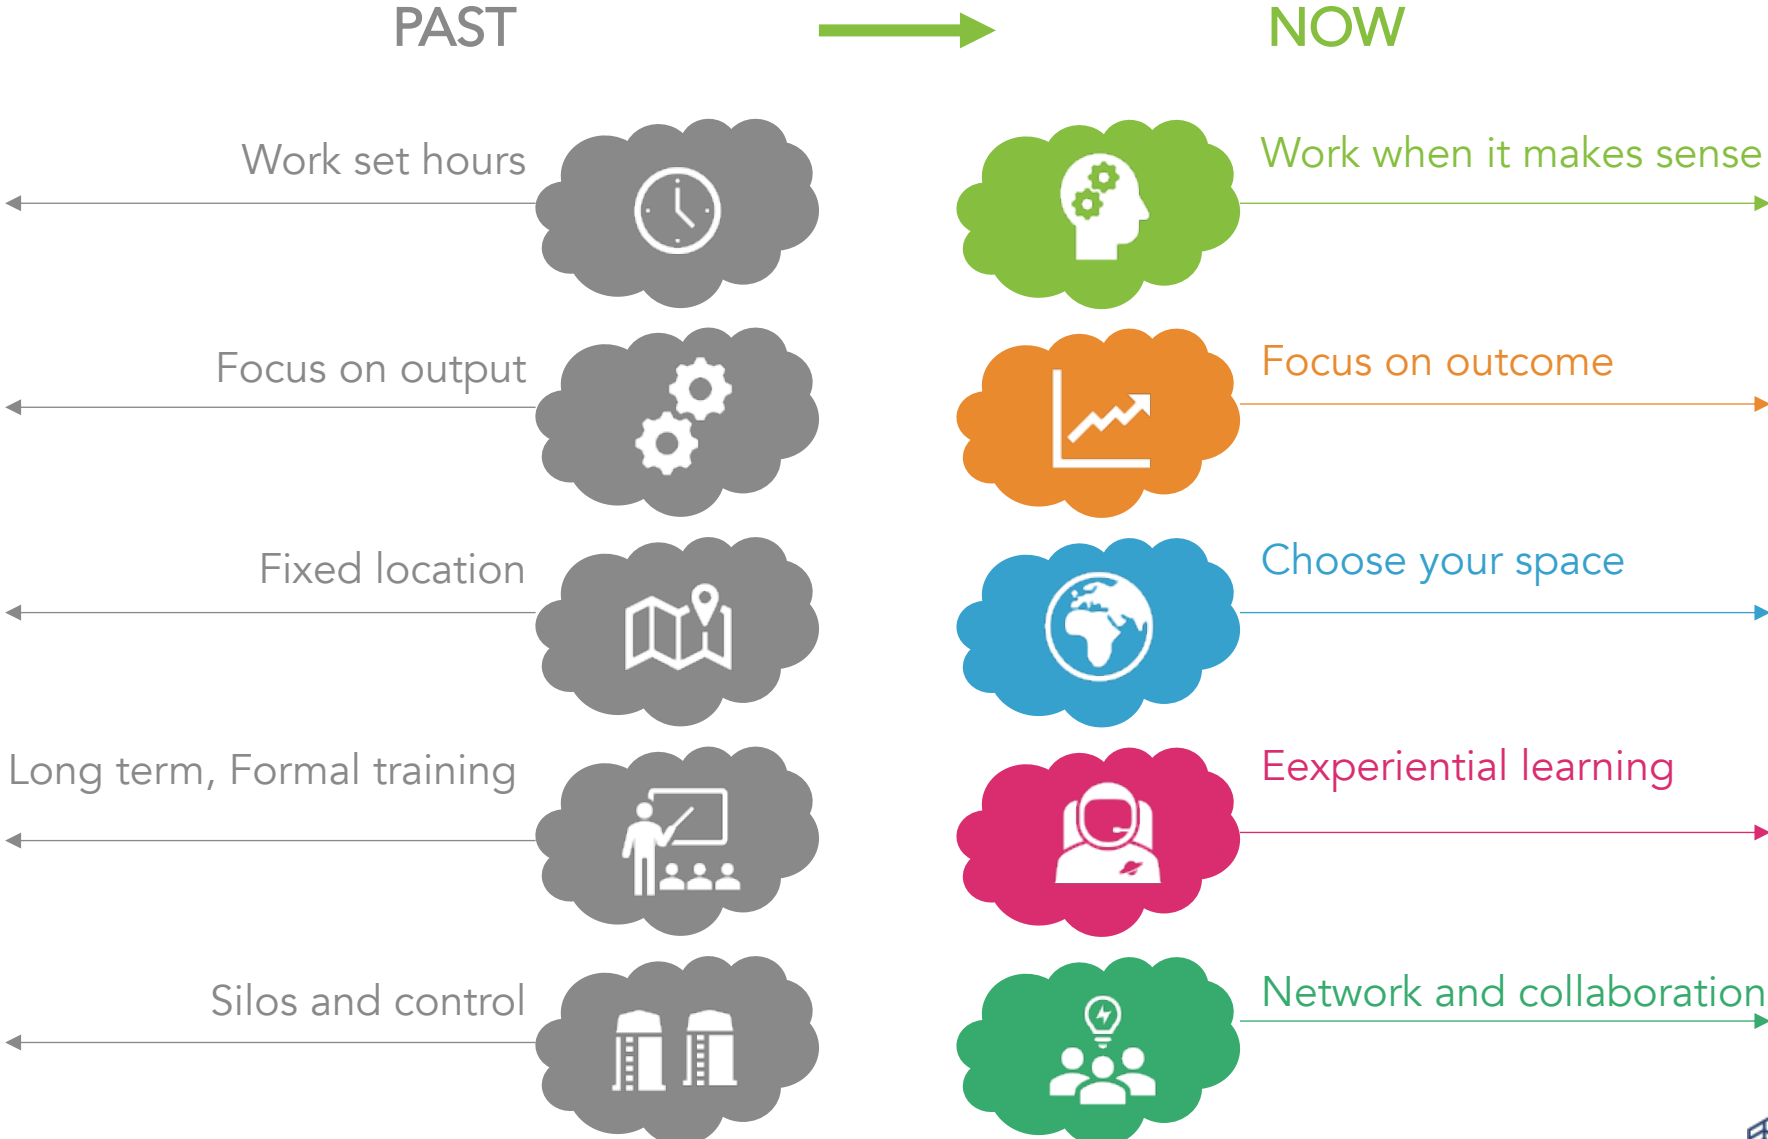 PAST
NOW
Work set hours
Work when it makes sense
Focus on output
Focus on outcome
Fixed location
Choose your space
Long term, Formal training
Eexperiential learning
Silos and control
Network and collaboration